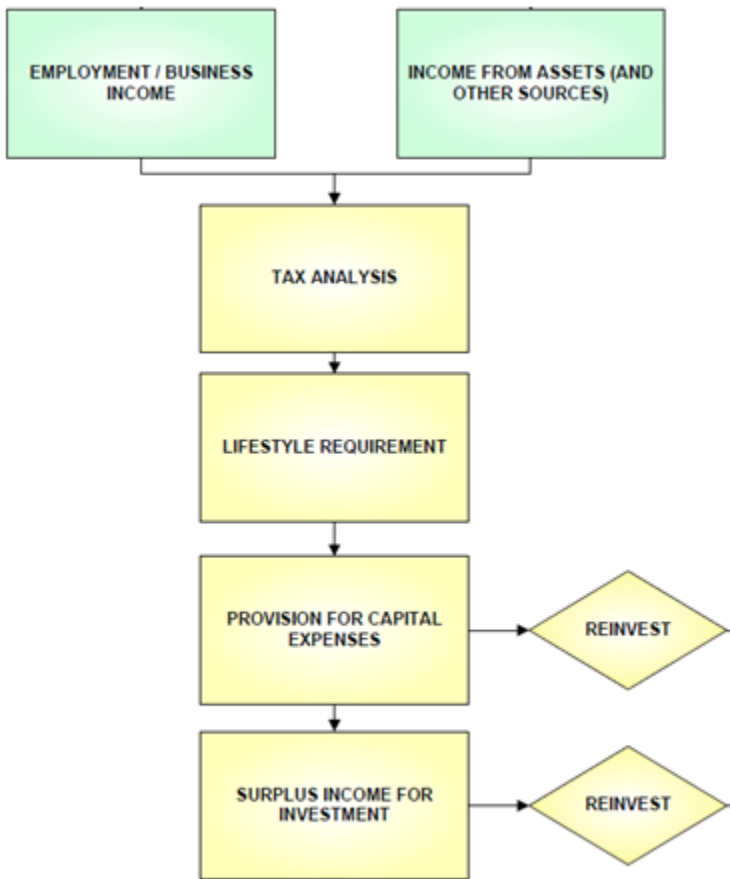 EMPLOYMENT / BUSINESS
INCOME
INCOME FROM ASSETS (AND
OTHER SOURCES)
TAX ANALYSIS
LIFESTYLE REQUIREMENT
PROVISION FOR CAPITAL
EXPENSES
REINVEST
SURPLUS INCOME FOR
INVESTMENT
REINVEST